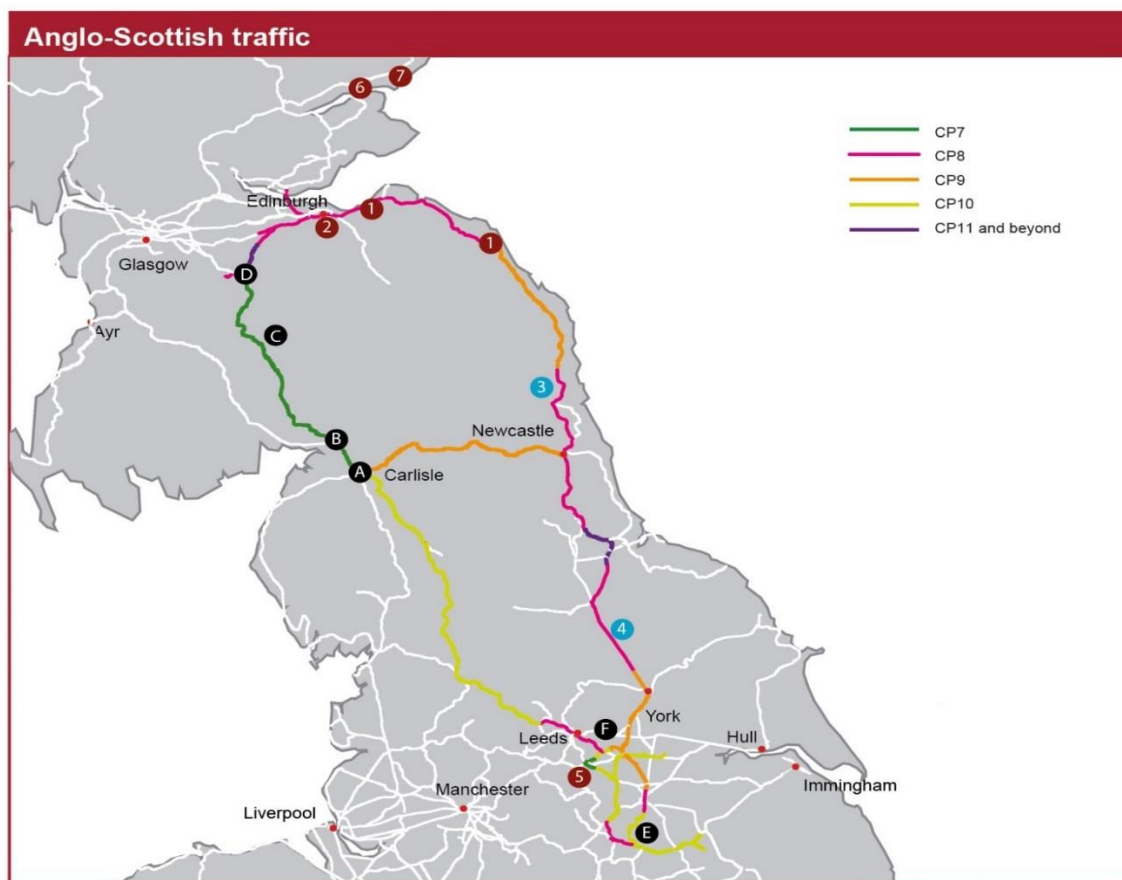 Anglo-Scottish traffic
7
6
CP7
CP8
CP9
CP10
CP11 and beyond
Edinburgh
1
2
1
Glasgow
D
Ayr
C
3
Newcastle
B
A
Carlisle
4
York
F
Leeds
Hull
5
Immingham
Manchester
Liverpool
E